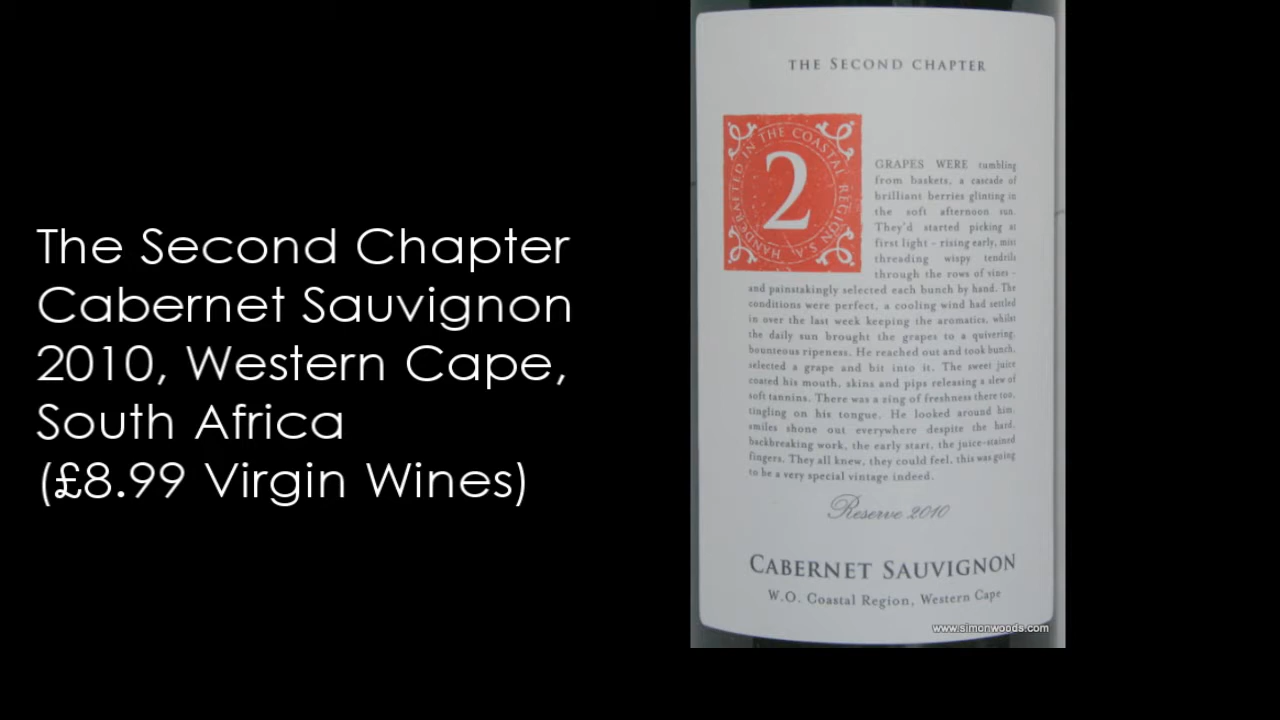 The Second Chapter
Cabernet Sauvignon
2010, Western Cape,
South Africa
(£8.99 Virgin Wines)
THE SECOND CHAPTER
HANDCRAFTED IN THE COASTAL REGION S.A.
2
GRAPES WERE tumbling
from baskets, a cascade of
brilliant berries glinting in
the soft afternoon sun.
They'd started picking at
first light - rising early, mist
threading wispy tendrils
through the rows of vines -
and painstakingly selected each bunch by hand. The
conditions were perfect, a cooling wind had settled
in over the last week keeping the aromatics, whilst
the daily sun brought the grapes to a quivering,
bounteous ripeness. He reached out and took bunch,
selected a grape and bit into it. The sweet juice
coated his mouth, skins and pips releasing a slew of
soft tannins. There was a zing of freshness there too,
tingling on his tongue. He looked around him,
smiles shone out everywhere despite the hard,
backbreaking work, the early start, the juice-stained
fingers. They all knew, they could feel, this was going
to be a very special vintage indeed.
Reserve 2010
CABERNET SAUVIGNON
W.O. Coastal Region, Western Cape
www.simonwoods.com